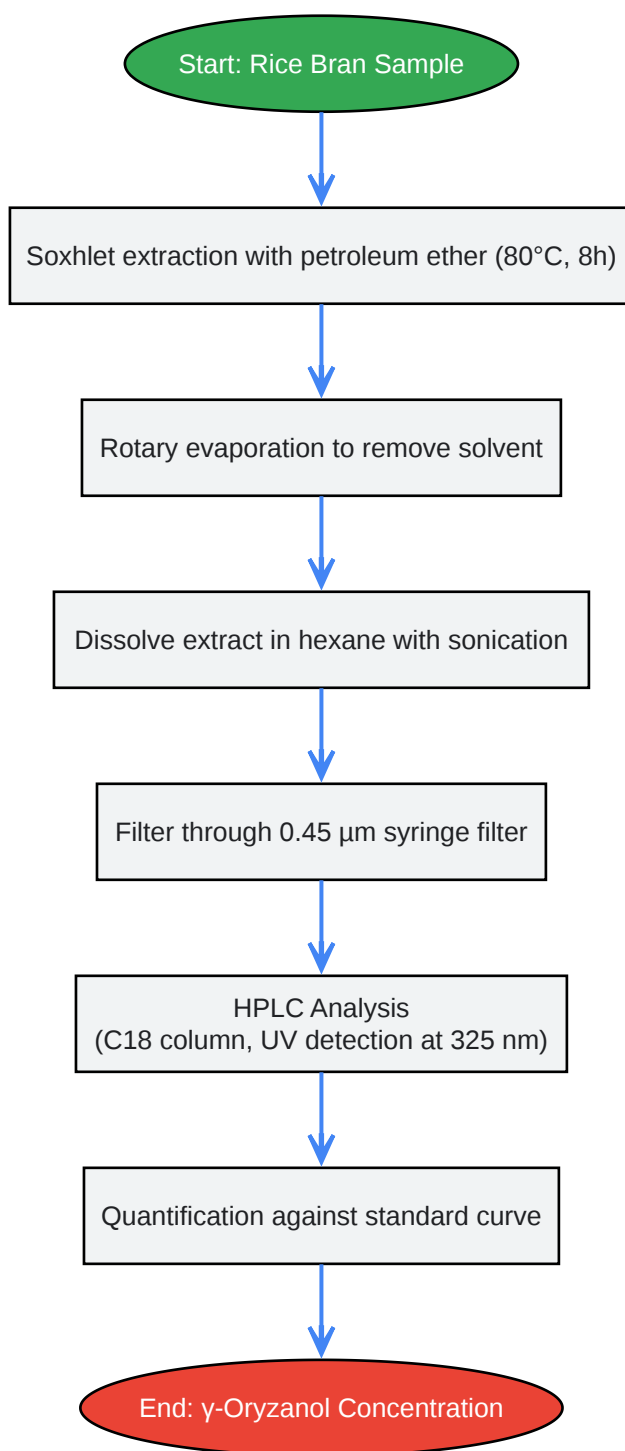 Start: Rice Bran Sample
Soxhlet extraction with petroleum ether (80°C, 8h)
Rotary evaporation to remove solvent
Dissolve extract in hexane with sonication
Filter through 0.45 µm syringe filter
HPLC Analysis
(C18 column, UV detection at 325 nm)
Quantification against standard curve
End: γ-Oryzanol Concentration